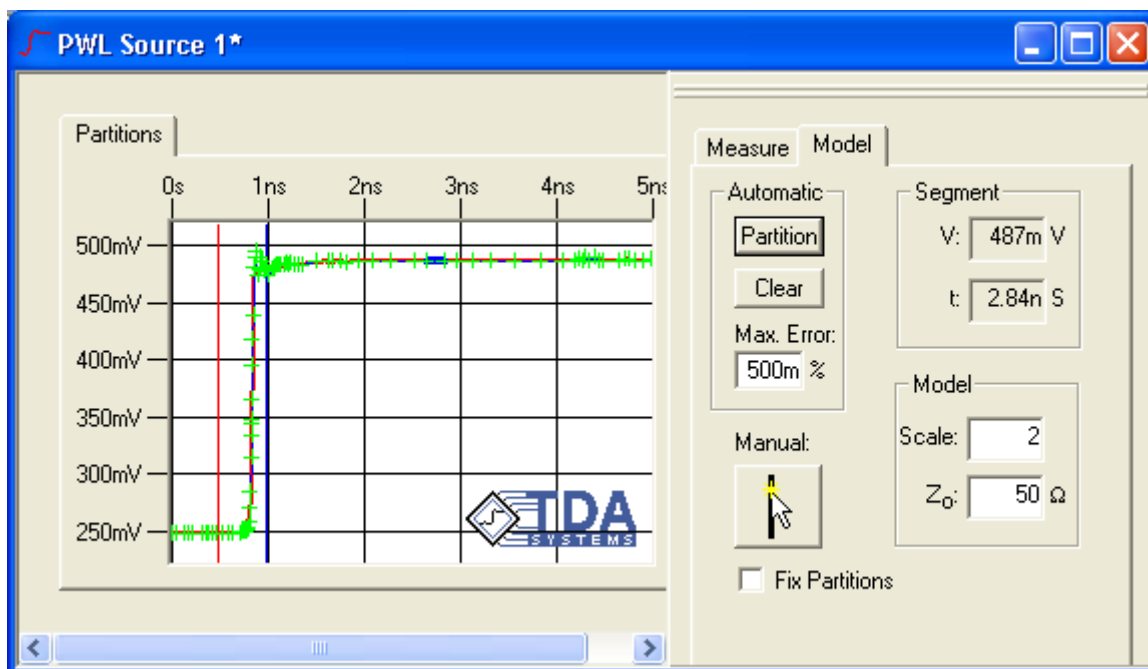 PWL Source 1*
Partitions
0s 1ns 2ns 3ns 4ns 5ns
500mV
450mV
400mV
350mV
300mV
250mV
TDA
SYSTEMS
Measure Model
Automatic
Partition
Clear
Max. Error:
500m %
Manual:
Fix Partitions
Segment
V: 487m V
t: 2.84n S
Model
Scale: 2
Zo: 50 Ω